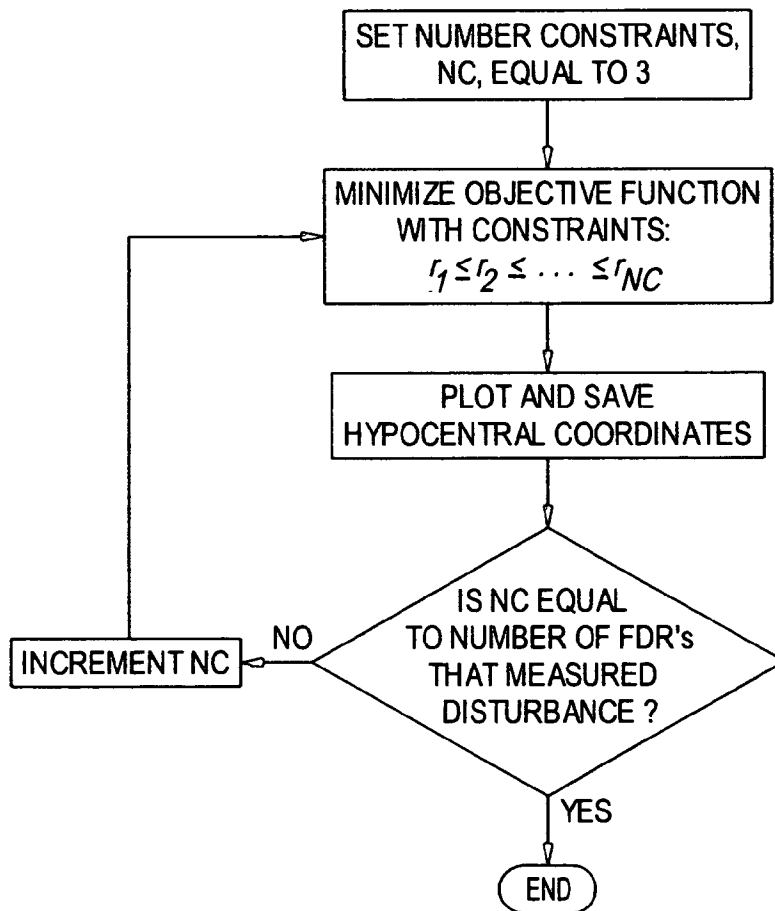 SET NUMBER CONSTRAINTS,
NC, EQUAL TO 3
MINIMIZE OBJECTIVE FUNCTION
WITH CONSTRAINTS:
r1 ≤ r2 ≤ . . . ≤ rNC
PLOT AND SAVE
HYPOCENTRAL COORDINATES
IS NC EQUAL
TO NUMBER OF FDR's
THAT MEASURED
DISTURBANCE ?
NO
INCREMENT NC
YES
END